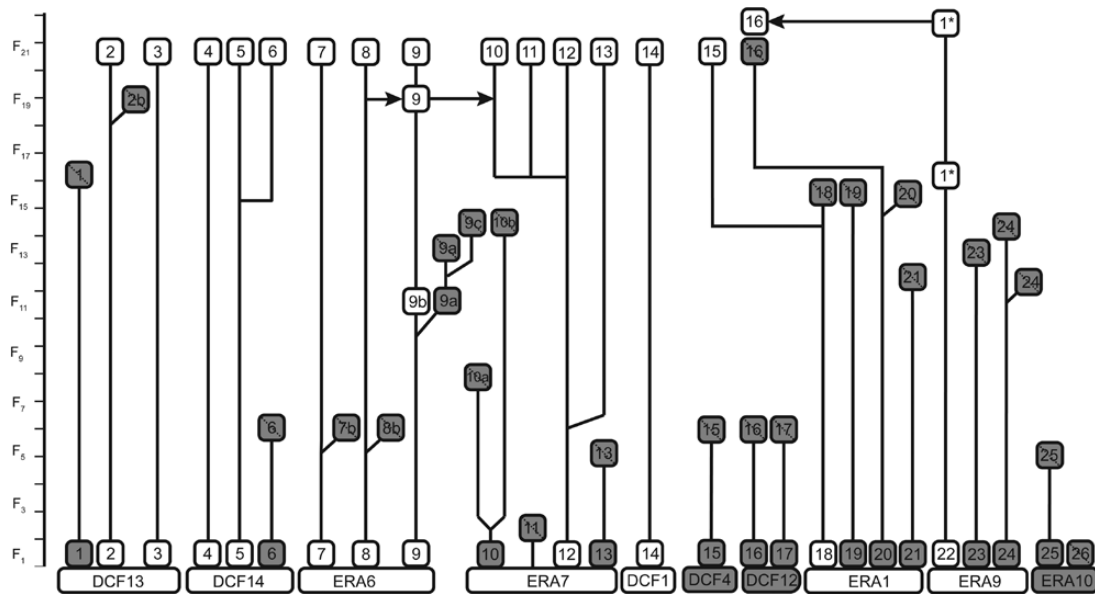 16 1*
F21 2 3 4 5 6 7 8 9 10 11 12 13 14 15 16
F19 2b 9
F17 1 1*
F15 18 19 20
9c 10b 24
F13 9a 23
21 24
F11 9b 9a
F9
10a
F7
6 7b 8b 15 16 17
F5 13 25
F3
11
F1 1 2 3 4 5 6 7 8 9 10 12 13 14 15 16 17 18 19 20 21 22 23 24 25 26
DCF13 DCF14 ERA6 ERA7 DCF1 DCF4 DCF12 ERA1 ERA9 ERA10